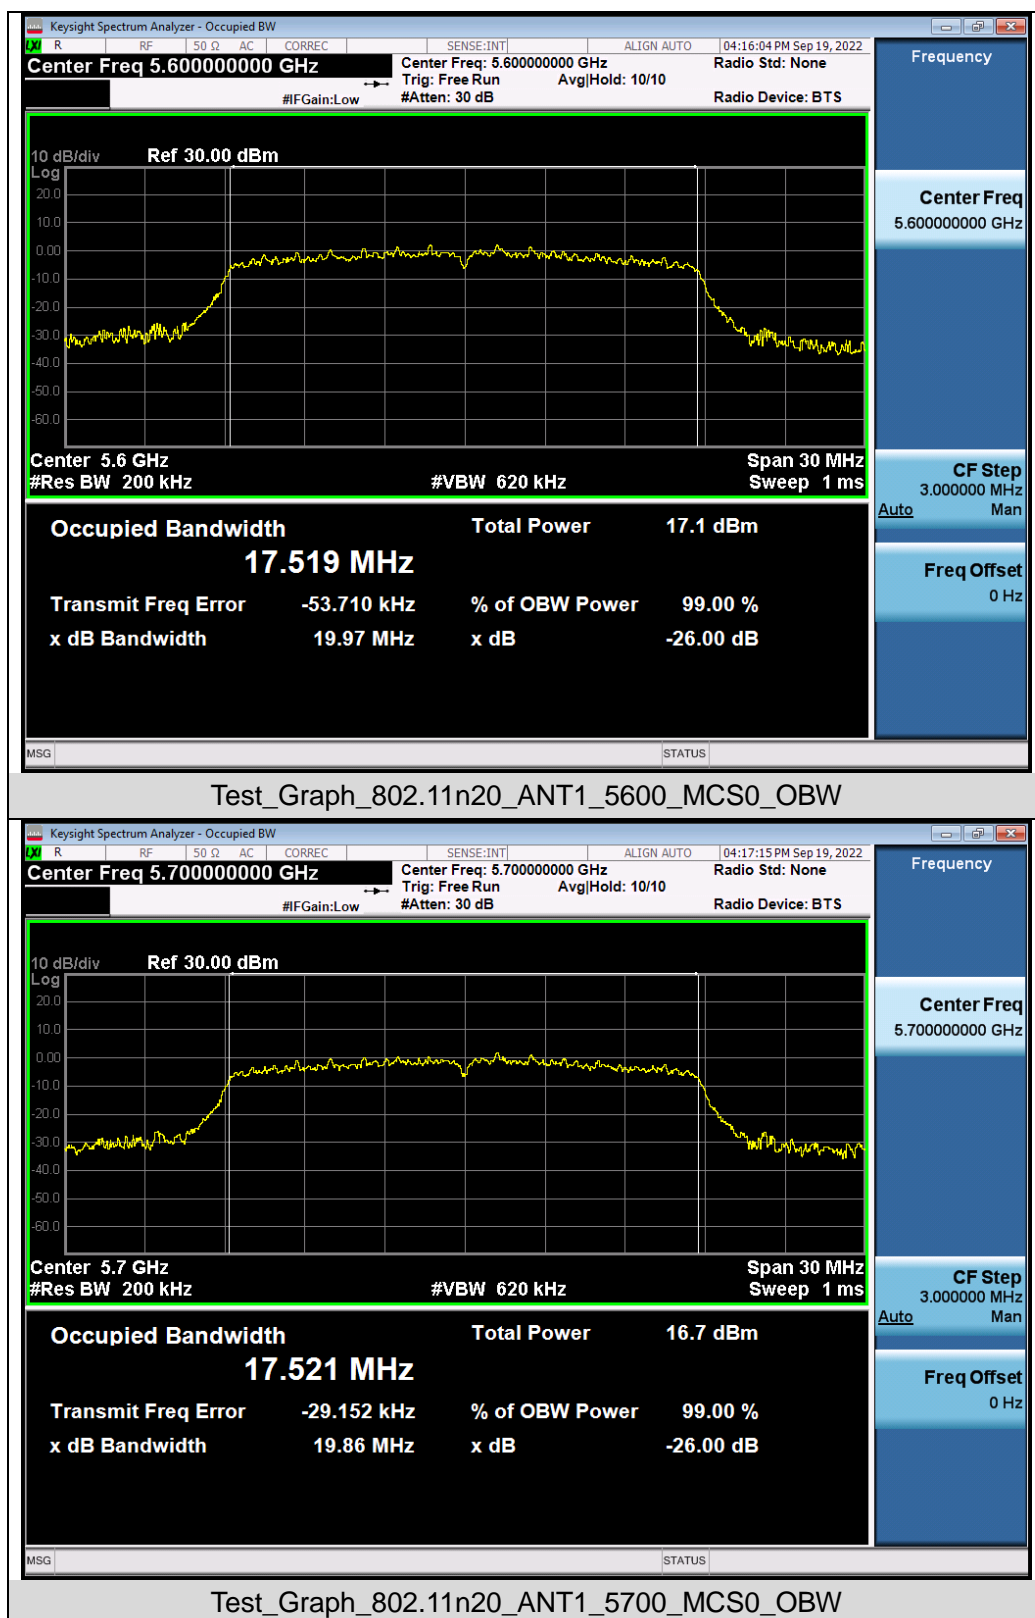 Keysight Spectrum Analyzer - Occupied BW
LXI R RF 50 Ω AC CORREC SENSE:INT ALIGN AUTO 04:16:04 PM Sep 19, 2022
Center Freq 5.600000000 GHz Center Freq: 5.600000000 GHz Radio Std: None
Trig: Free Run Avg|Hold: 10/10
#IFGain:Low #Atten: 30 dB Radio Device: BTS
Frequency
10 dB/div Ref 30.00 dBm
Log
20.0
10.0
0.00
-10.0
-20.0
-30.0
-40.0
-50.0
-60.0
Center 5.6 GHz Span 30 MHz
#Res BW 200 kHz #VBW 620 kHz Sweep 1 ms
Center Freq
5.600000000 GHz
CF Step
3.000000 MHz
Auto Man
Freq Offset
0 Hz
Occupied Bandwidth Total Power 17.1 dBm
17.519 MHz
Transmit Freq Error -53.710 kHz % of OBW Power 99.00 %
x dB Bandwidth 19.97 MHz x dB -26.00 dB
MSG STATUS
Test_Graph_802.11n20_ANT1_5600_MCS0_OBW
Keysight Spectrum Analyzer - Occupied BW
LXI R RF 50 Ω AC CORREC SENSE:INT ALIGN AUTO 04:17:15 PM Sep 19, 2022
Center Freq 5.700000000 GHz Center Freq: 5.700000000 GHz Radio Std: None
Trig: Free Run Avg|Hold: 10/10
#IFGain:Low #Atten: 30 dB Radio Device: BTS
Frequency
10 dB/div Ref 30.00 dBm
Log
20.0
10.0
0.00
-10.0
-20.0
-30.0
-40.0
-50.0
-60.0
Center 5.7 GHz Span 30 MHz
#Res BW 200 kHz #VBW 620 kHz Sweep 1 ms
Center Freq
5.700000000 GHz
CF Step
3.000000 MHz
Auto Man
Freq Offset
0 Hz
Occupied Bandwidth Total Power 16.7 dBm
17.521 MHz
Transmit Freq Error -29.152 kHz % of OBW Power 99.00 %
x dB Bandwidth 19.86 MHz x dB -26.00 dB
MSG STATUS
Test_Graph_802.11n20_ANT1_5700_MCS0_OBW